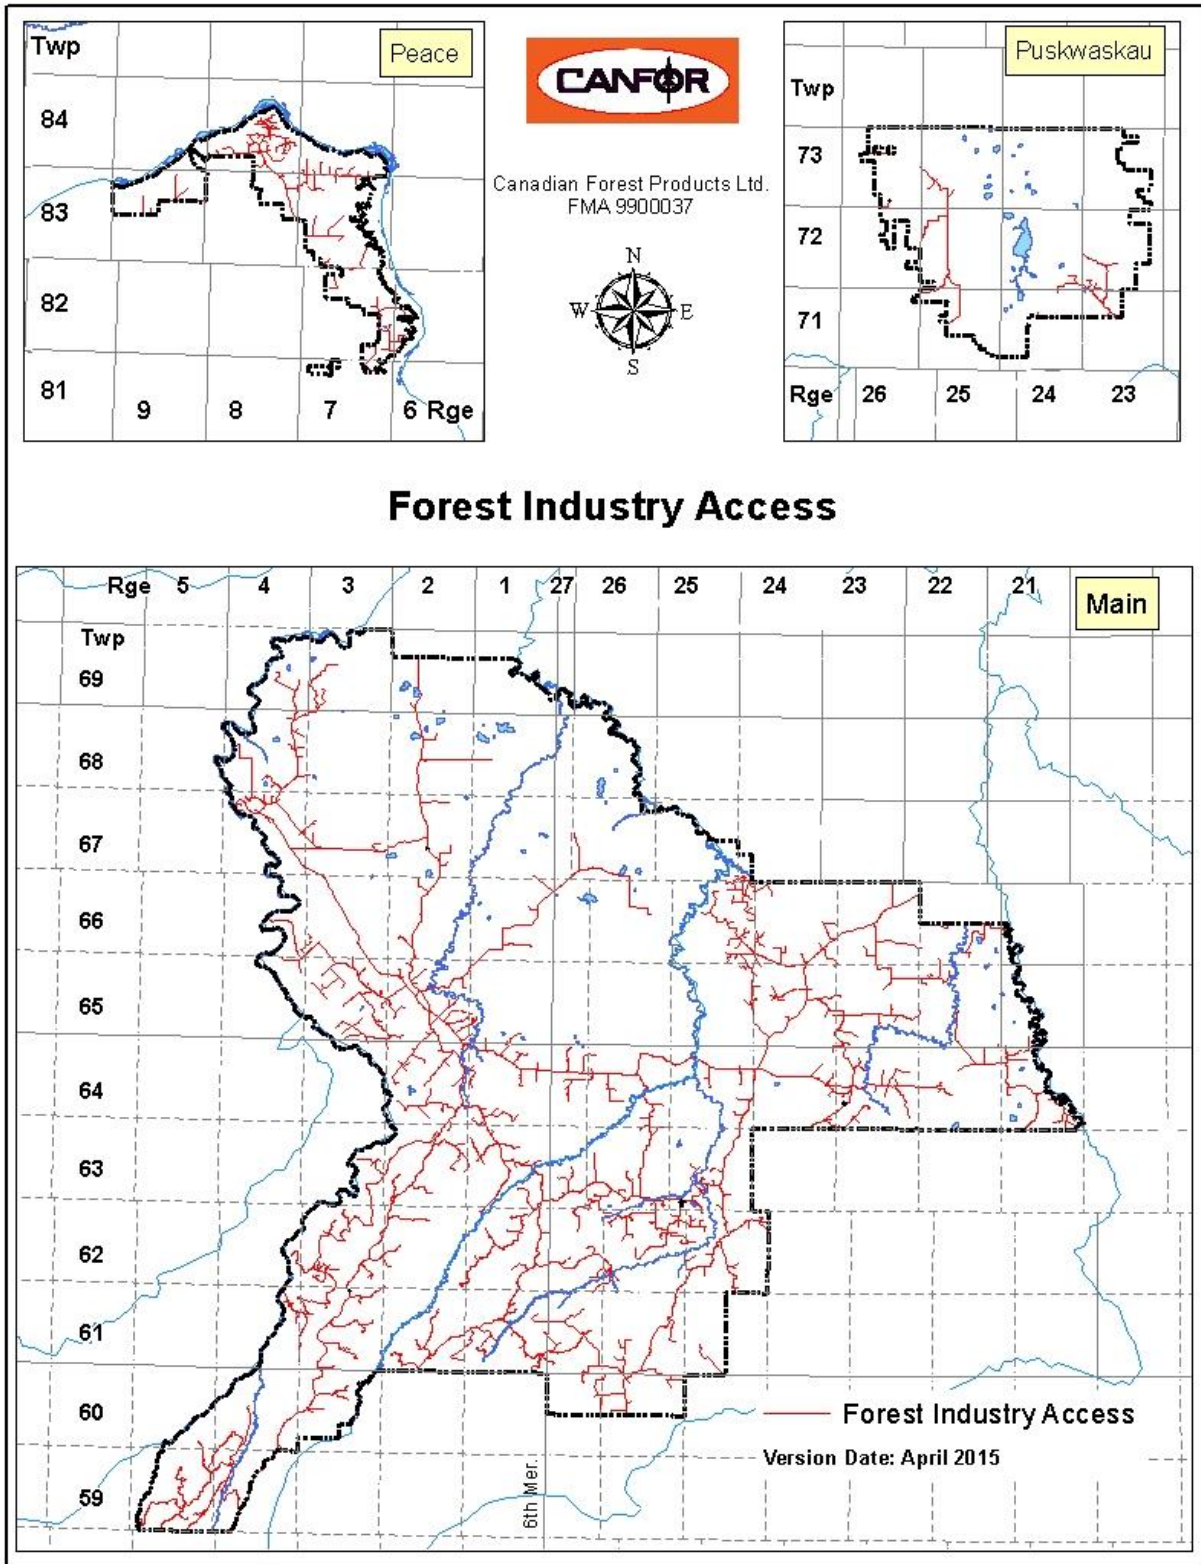 Twp
Peace
84
83
82
81
9 8 7 6 Rge
CANFOR
Canadian Forest Products Ltd.
FMA 9900037
N
W E
S
Puskwaskau
Twp
73
72
71
Rge 26 25 24 23
Forest Industry Access
Rge 5 4 3 2 1 27 26 25 24 23 22 21
Main
Twp
69
68
67
66
65
64
63
62
61
60
59
6th Mer.
Forest Industry Access
Version Date: April 2015